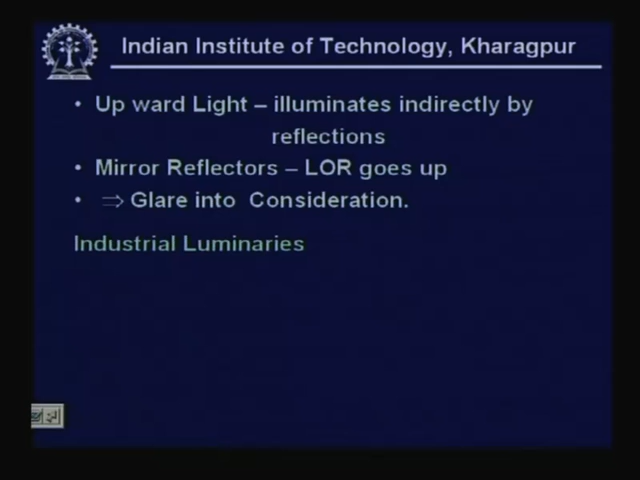 Indian Institute of Technology, Kharagpur
• Up ward Light – illuminates indirectly by
reflections
• Mirror Reflectors – LOR goes up
• ⇒ Glare into Consideration.
Industrial Luminaries